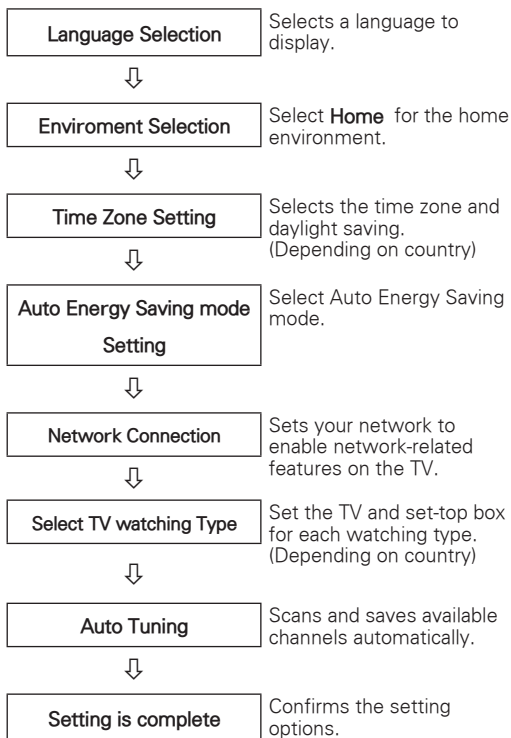 Language Selection
Selects a language to
display.
Enviroment Selection
Select Home for the home
environment.
Time Zone Setting
Selects the time zone and
daylight saving.
(Depending on country)
Auto Energy Saving mode
Setting
Select Auto Energy Saving
mode.
Network Connection
Sets your network to
enable network-related
features on the TV.
Select TV watching Type
Set the TV and set-top box
for each watching type.
(Depending on country)
Auto Tuning
Scans and saves available
channels automatically.
Setting is complete
Confirms the setting
options.